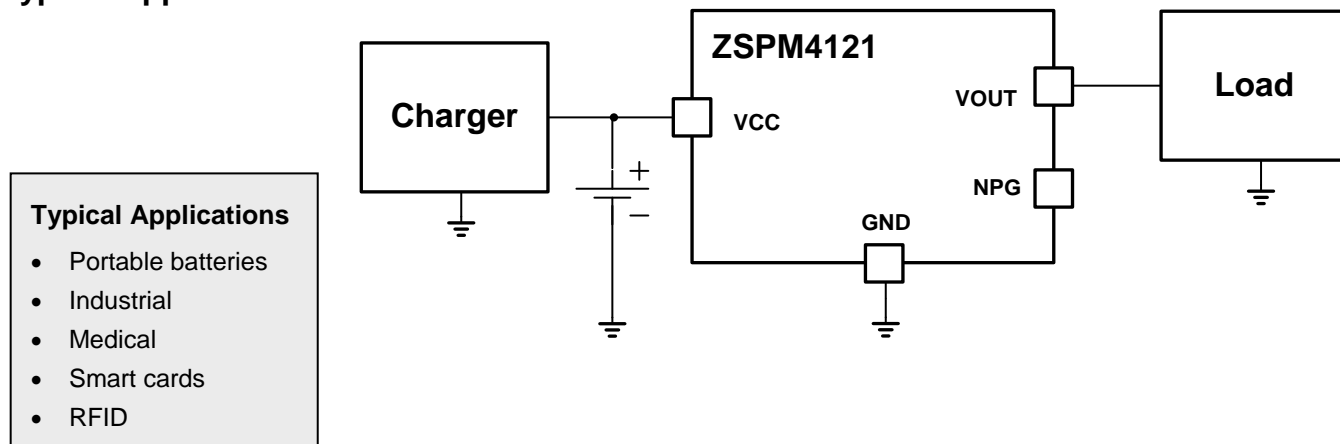 ZSPM4121
Charger
VCC
VOUT
Load
NPG
GND
+
−
Typical Applications
• Portable batteries
• Industrial
• Medical
• Smart cards
• RFID